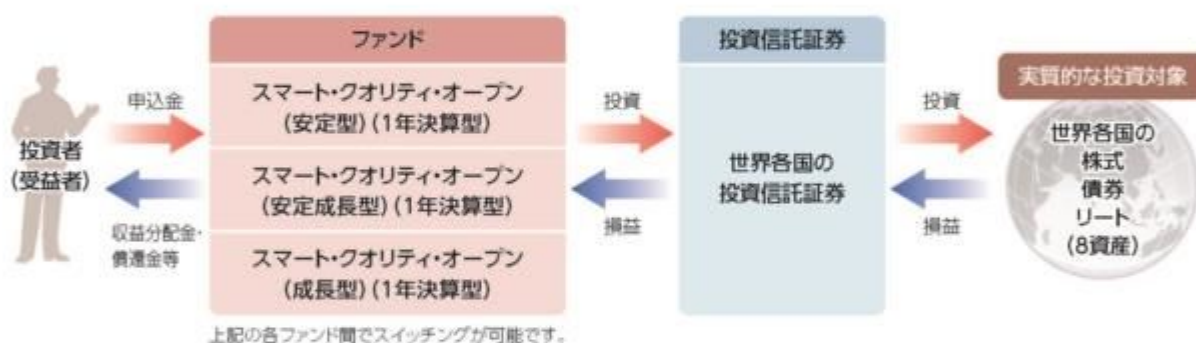 投資者
(受益者)
申込金
収益分配金・
償還金等
ファンド
スマート・クオリティ・オープン
(安定型)(1年決算型)
スマート・クオリティ・オープン
(安定成長型)(1年決算型)
スマート・クオリティ・オープン
(成長型)(1年決算型)
上記の各ファンド間でスイッチングが可能です。
投資
損益
投資信託証券
世界各国の
投資信託証券
投資
損益
実質的な投資対象
世界各国の
株式
債券
リート
(8資産)